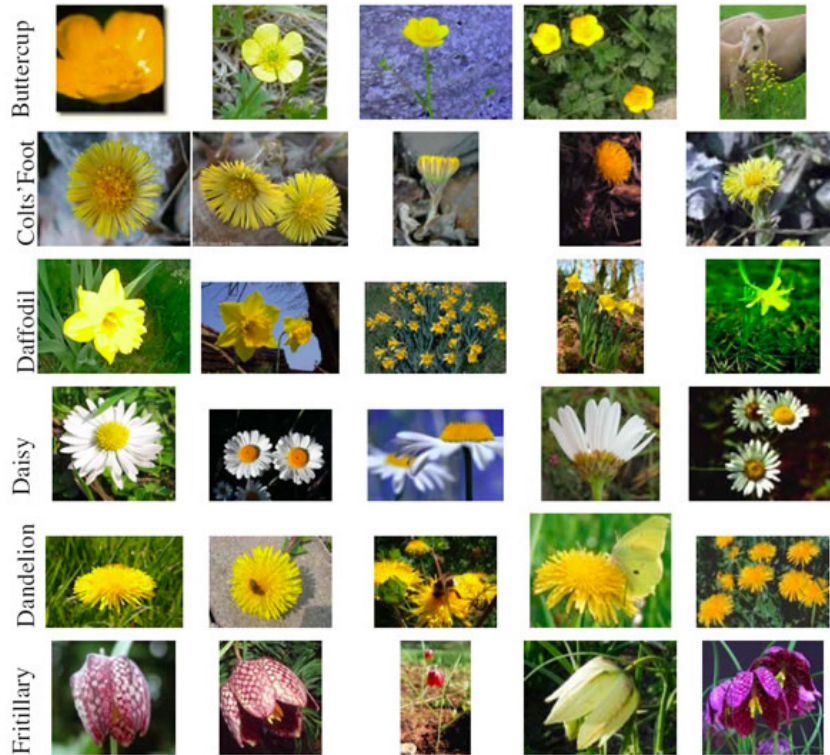 Buttercup
Colts'Foot
Daffodil
Daisy
Dandelion
Fritillary